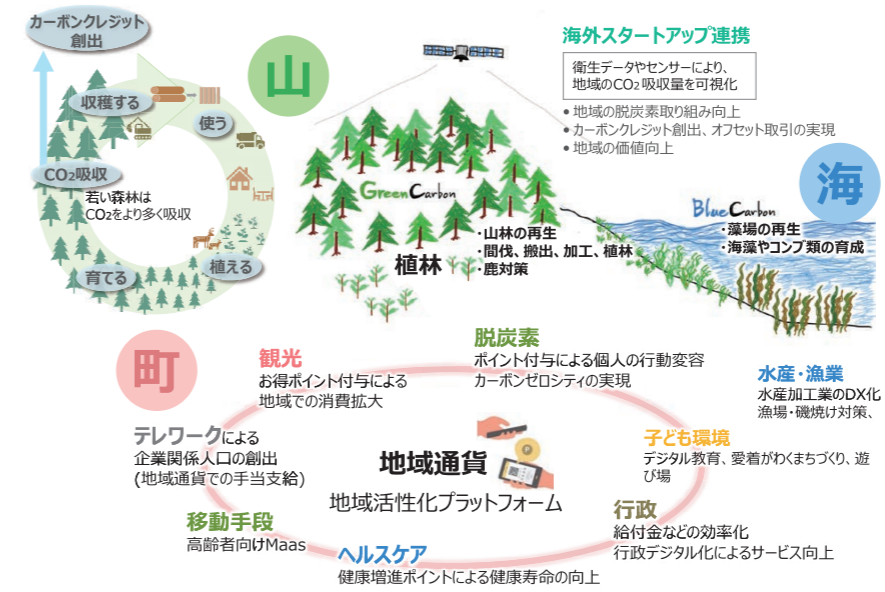 カーボンクレジット
創出
山
収穫する
使う
CO₂吸収
若い森林は
CO₂をより多く吸収
育てる
植える
海外スタートアップ連携
衛生データやセンサーにより、
地域のCO₂吸収量を可視化
●地域の脱炭素取り組み向上
●カーボンクレジット創出、オフセット取引の実現
●地域の価値向上
海
GreenCarbon
・山林の再生
・間伐、搬出、加工、植林
・鹿対策
植林
BlueCarbon
・藻場の再生
・海藻やコンブ類の育成
町
観光
お得ポイント付与による
地域での消費拡大
脱炭素
ポイント付与による個人の行動変容
カーボンゼロシティの実現
水産・漁業
水産加工業のDX化
漁場・磯焼け対策、
テレワークによる
企業関係人口の創出
(地域通貨での手当支給)
地域通貨
地域活性化プラットフォーム
子ども環境
デジタル教育、愛着がわくまちづくり、遊
び場
移動手段
高齢者向けMaas
行政
給付金などの効率化
行政デジタル化によるサービス向上
ヘルスケア
健康増進ポイントによる健康寿命の向上